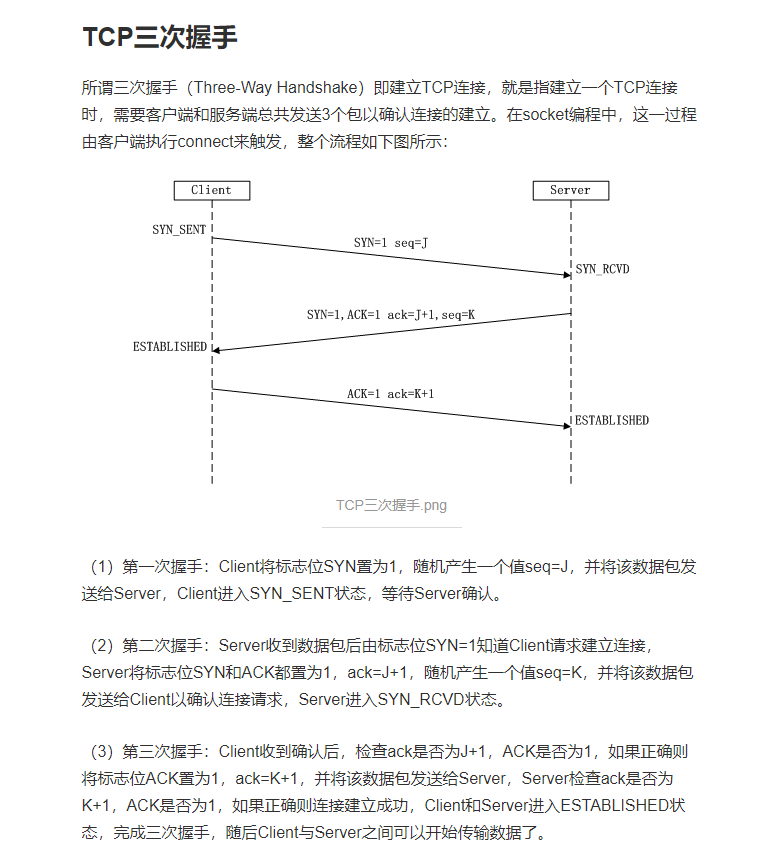 TCP三次握手
所谓三次握手（Three-Way Handshake）即建立TCP连接，就是指建立一个TCP连接
时，需要客户端和服务端总共发送3个包以确认连接的建立。在socket编程中，这一过程
由客户端执行connect来触发，整个流程如下图所示：
Client
Server
SYN_SENT
SYN=1 seq=J
SYN_RCVD
SYN=1,ACK=1 ack=J+1,seq=K
ESTABLISHED
ACK=1 ack=K+1
ESTABLISHED
TCP三次握手.png
（1）第一次握手：Client将标志位SYN置为1，随机产生一个值seq=J，并将该数据包发
送给Server，Client进入SYN_SENT状态，等待Server确认。
（2）第二次握手：Server收到数据包后由标志位SYN=1知道Client请求建立连接，
Server将标志位SYN和ACK都置为1，ack=J+1，随机产生一个值seq=K，并将该数据包
发送给Client以确认连接请求，Server进入SYN_RCVD状态。
（3）第三次握手：Client收到确认后，检查ack是否为J+1，ACK是否为1，如果正确则
将标志位ACK置为1，ack=K+1，并将该数据包发送给Server，Server检查ack是否为
K+1，ACK是否为1，如果正确则连接建立成功，Client和Server进入ESTABLISHED状
态，完成三次握手，随后Client与Server之间可以开始传输数据了。